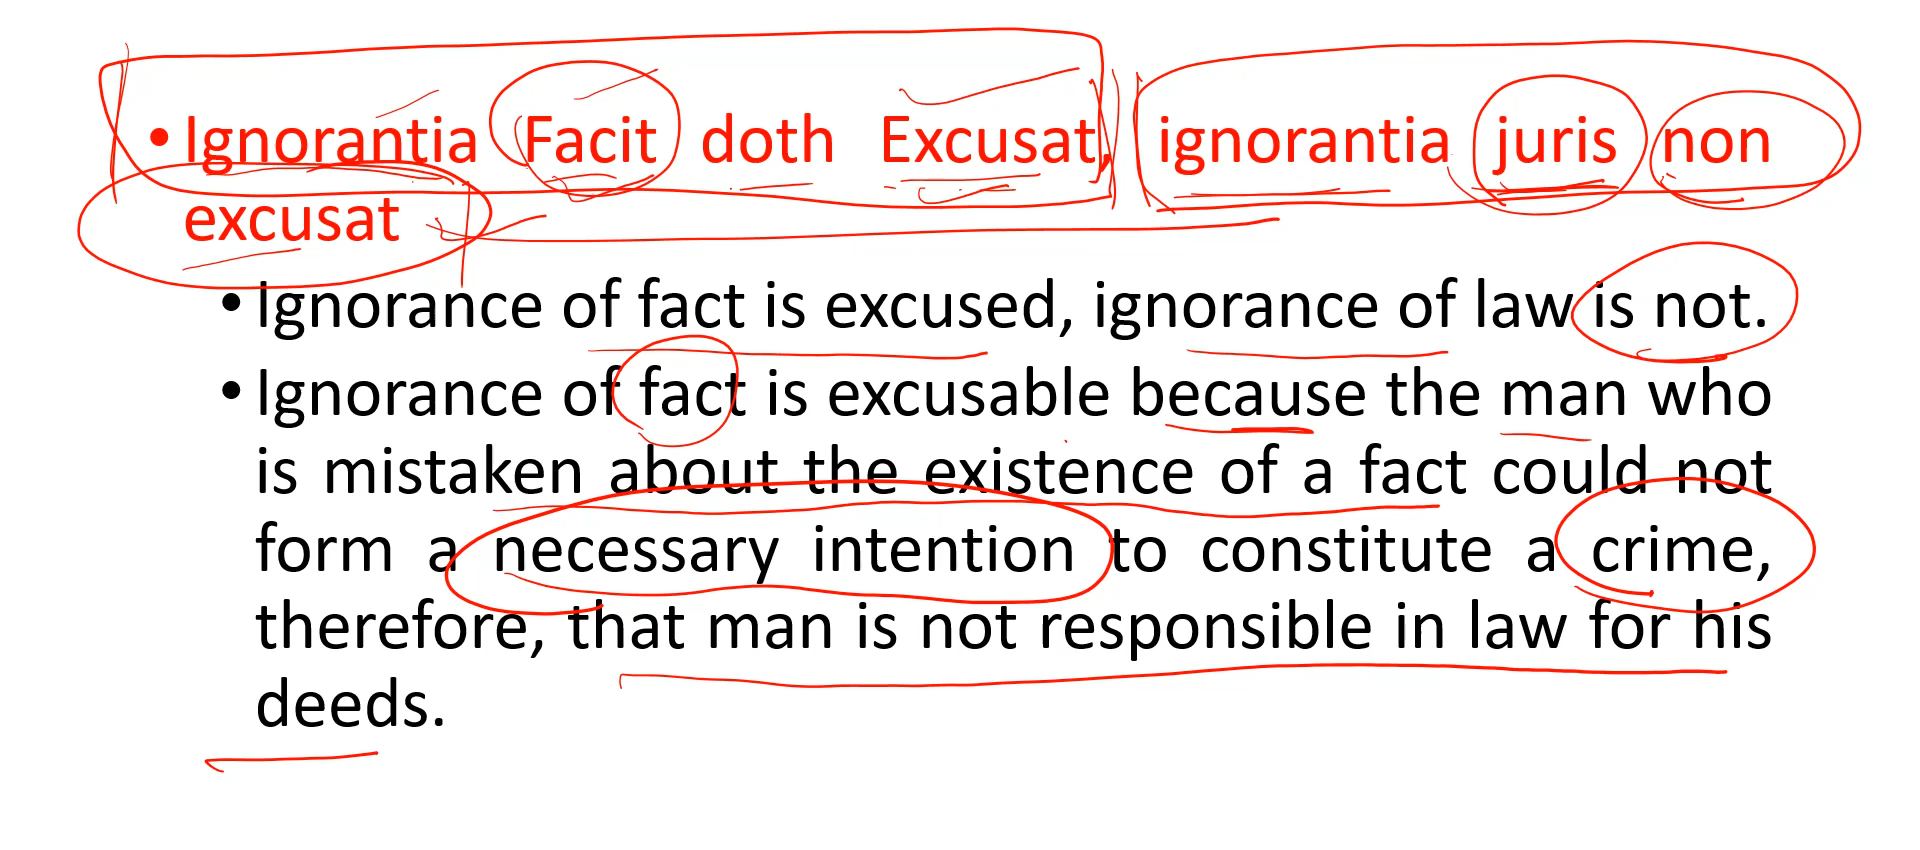 • Ignorantia Facit doth Excusat, ignorantia juris non
excusat
• Ignorance of fact is excused, ignorance of law is not.
• Ignorance of fact is excusable because the man who
is mistaken about the existence of a fact could not
form a necessary intention to constitute a crime,
therefore, that man is not responsible in law for his
deeds.